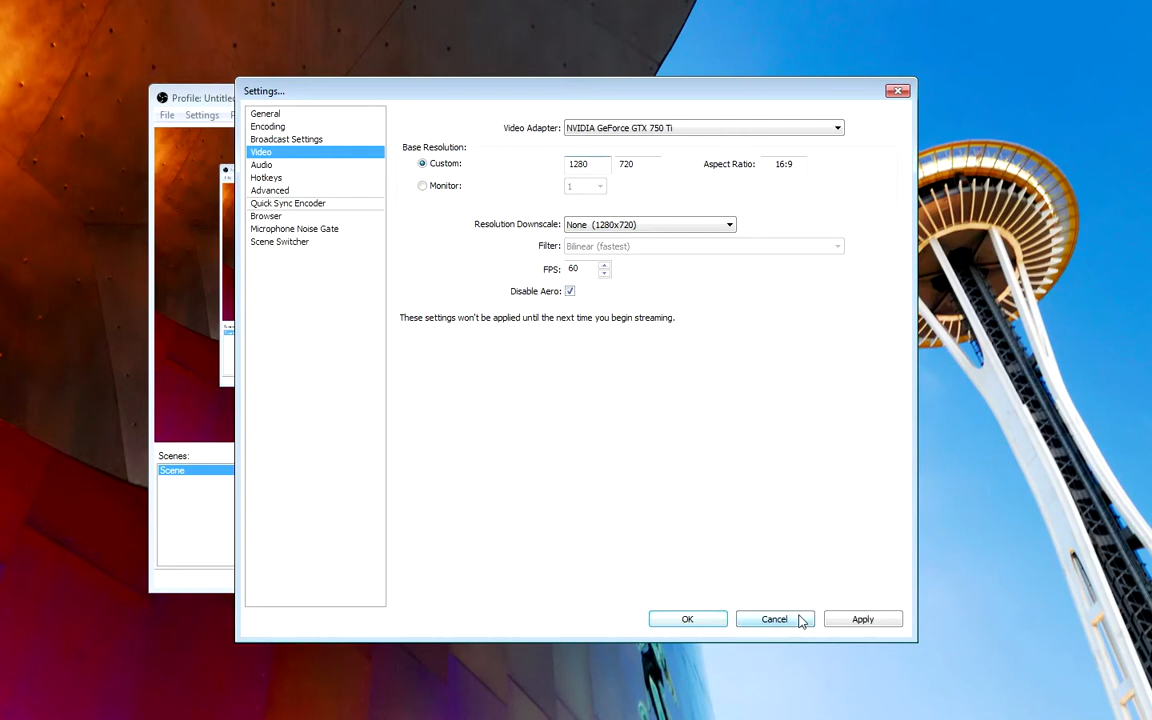 Profile: Untitle
File Settings P
Scenes:
Scene
Settings...
General
Encoding
Broadcast Settings
Video
Audio
Hotkeys
Advanced
Quick Sync Encoder
Browser
Microphone Noise Gate
Scene Switcher
Video Adapter: NVIDIA GeForce GTX 750 Ti
Base Resolution:
Custom: 1280 720 Aspect Ratio: 16:9
Monitor: 1
Resolution Downscale: None (1280x720)
Filter: Bilinear (fastest)
FPS: 60
Disable Aero:
These settings won't be applied until the next time you begin streaming.
OK Cancel Apply